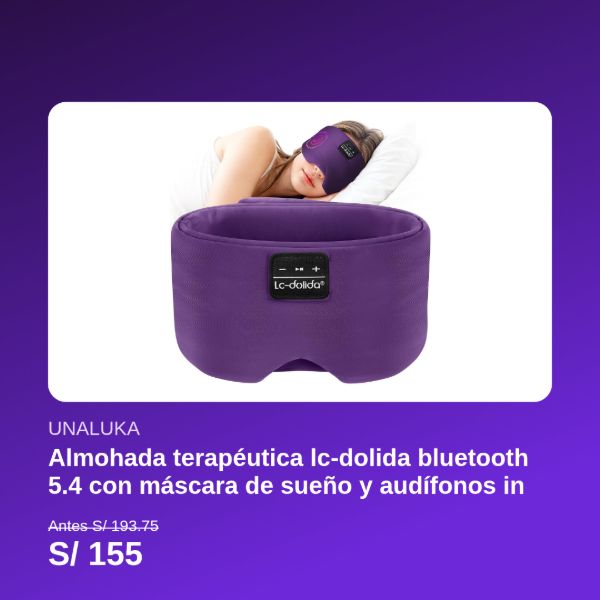 − ⏯ +
Lc-dolida®
UNALUKA
Almohada terapéutica lc-dolida bluetooth
5.4 con máscara de sueño y audífonos in
Antes S/ 193.75
S/ 155